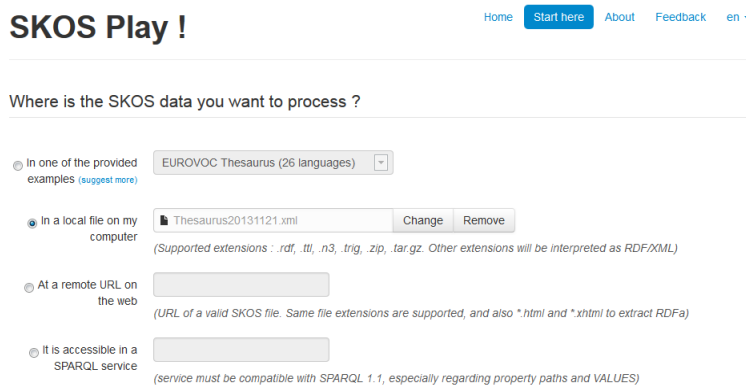 SKOS Play !
Home Start here About Feedback en
Where is the SKOS data you want to process ?
In one of the provided examples (suggest more)
EUROVOC Thesaurus (26 languages)
In a local file on my computer
Thesaurus20131121.xml Change Remove
(Supported extensions : .rdf, .ttl, .n3, .trig, .zip, .tar.gz. Other extensions will be interpreted as RDF/XML)
At a remote URL on the web
(URL of a valid SKOS file. Same file extensions are supported, and also *.html and *.xhtml to extract RDFa)
It is accessible in a SPARQL service
(service must be compatible with SPARQL 1.1, especially regarding property paths and VALUES)